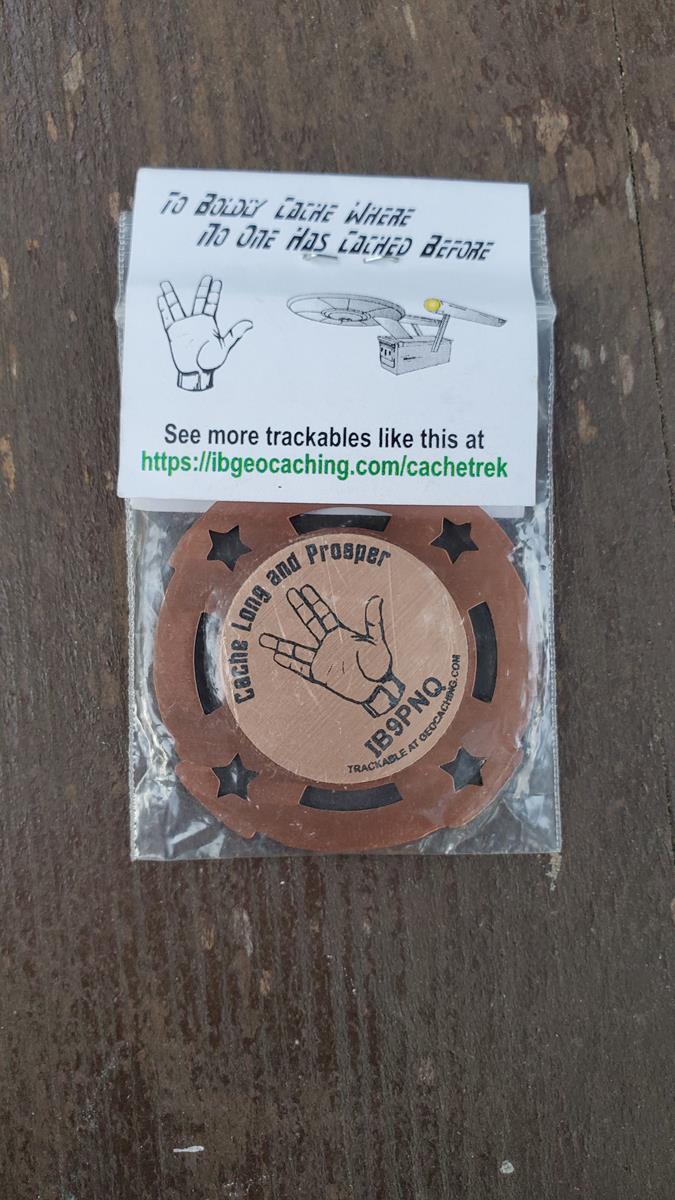 To Boldly Cache Where
No One Has Cached Before
See more trackables like this at
https://ibgeocaching.com/cachetrek
Cache Long and Prosper
IB9PNQ
TRACKABLE AT GEOCACHING.COM